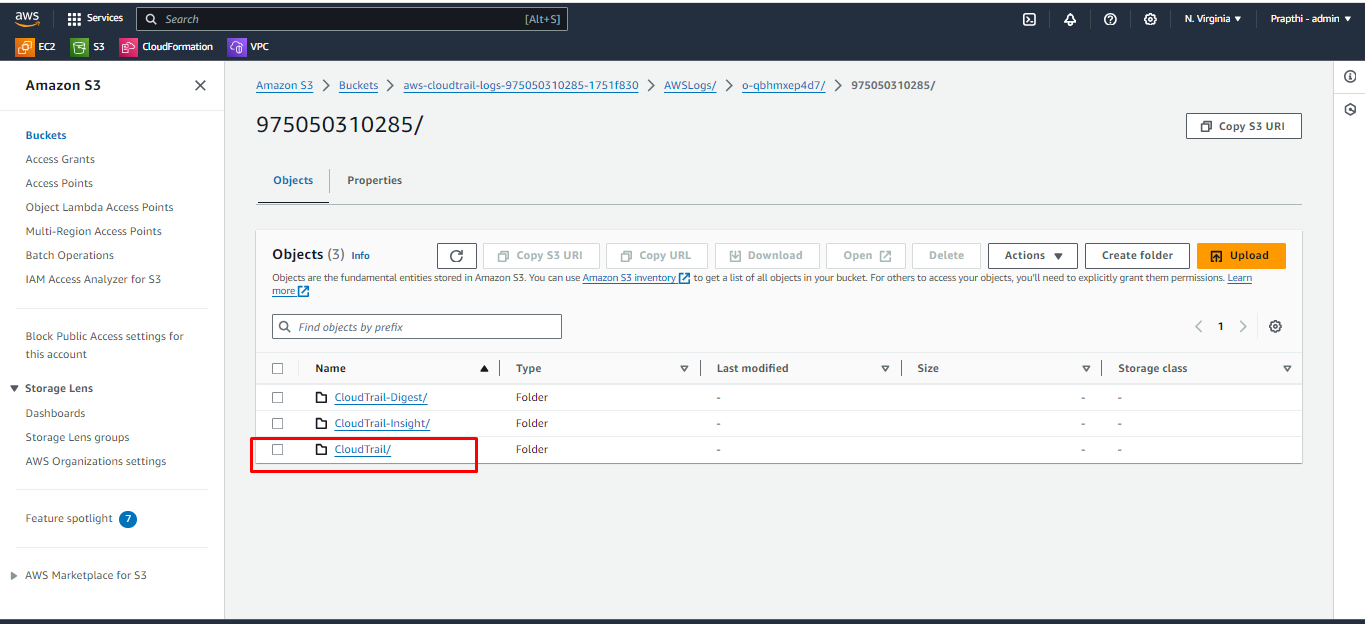 aws Services Search [Alt+S] N. Virginia Prapthi - admin
EC2 S3 CloudFormation VPC
Amazon S3
Buckets
Access Grants
Access Points
Object Lambda Access Points
Multi-Region Access Points
Batch Operations
IAM Access Analyzer for S3
Block Public Access settings for
this account
Storage Lens
Dashboards
Storage Lens groups
AWS Organizations settings
Feature spotlight 7
AWS Marketplace for S3
Amazon S3 > Buckets > aws-cloudtrail-logs-975050310285-1751f830 > AWSLogs/ > o-qbhmxep4d7/ > 975050310285/
975050310285/
Copy S3 URI
Objects Properties
Objects (3) Info Copy S3 URI Copy URL Download Open Delete Actions Create folder Upload
Objects are the fundamental entities stored in Amazon S3. You can use Amazon S3 inventory to get a list of all objects in your bucket. For others to access your objects, you'll need to explicitly grant them permissions. Learn
more
Find objects by prefix
1
Name Type Last modified Size Storage class
CloudTrail-Digest/ Folder - - -
CloudTrail-Insight/ Folder - - -
CloudTrail/ Folder - - -